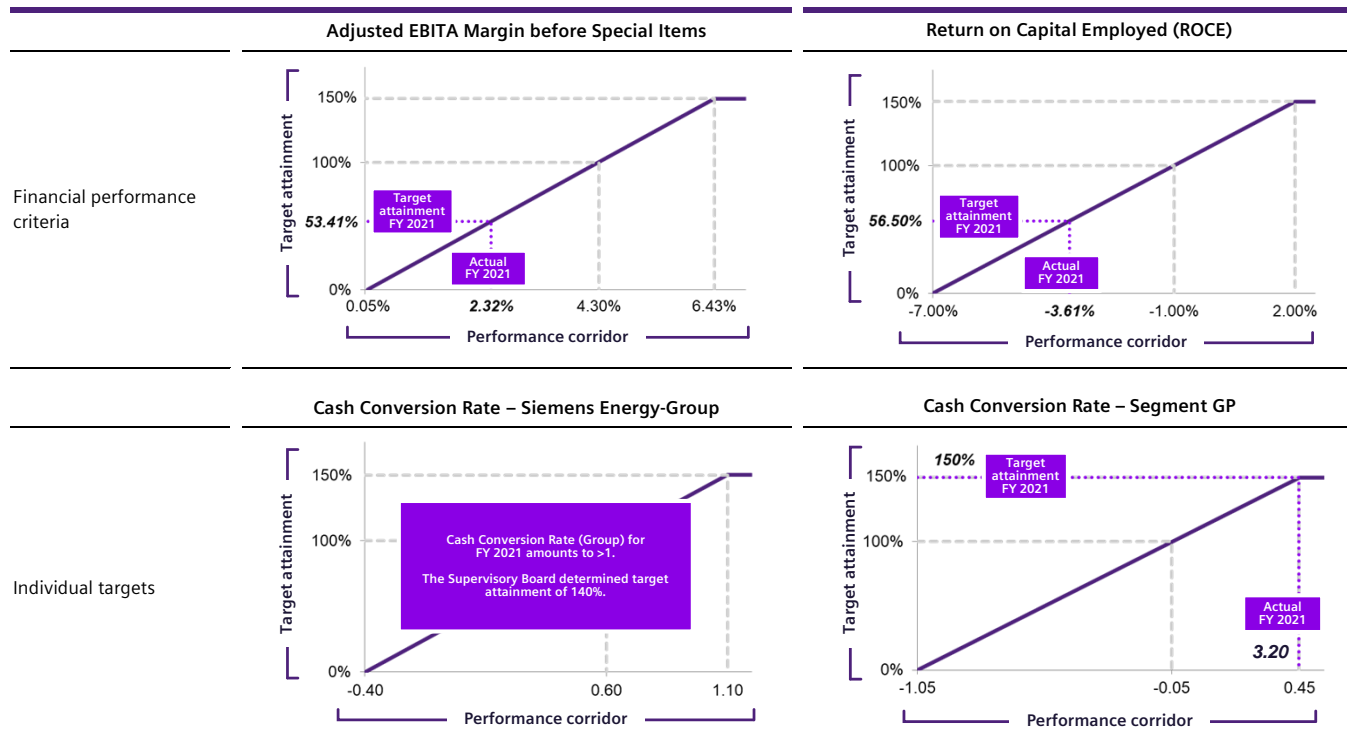 Adjusted EBITA Margin before Special Items
Return on Capital Employed (ROCE)
Financial performance
criteria
Target attainment
150%
100%
53.41%
0%
Target
attainment
FY 2021
Actual
FY 2021
0.05%
2.32%
4.30%
6.43%
Performance corridor
Target attainment
150%
100%
56.50%
0%
Target
attainment
FY 2021
Actual
FY 2021
-7.00%
-3.61%
-1.00%
2.00%
Performance corridor
Cash Conversion Rate – Siemens Energy-Group
Cash Conversion Rate – Segment GP
Individual targets
Target attainment
150%
100%
0%
Cash Conversion Rate (Group) for
FY 2021 amounts to >1.
The Supervisory Board determined target
attainment of 140%.
-0.40
0.60
1.10
Performance corridor
Target attainment
150%
150%
100%
0%
Target
attainment
FY 2021
Actual
FY 2021
3.20
-1.05
-0.05
0.45
Performance corridor